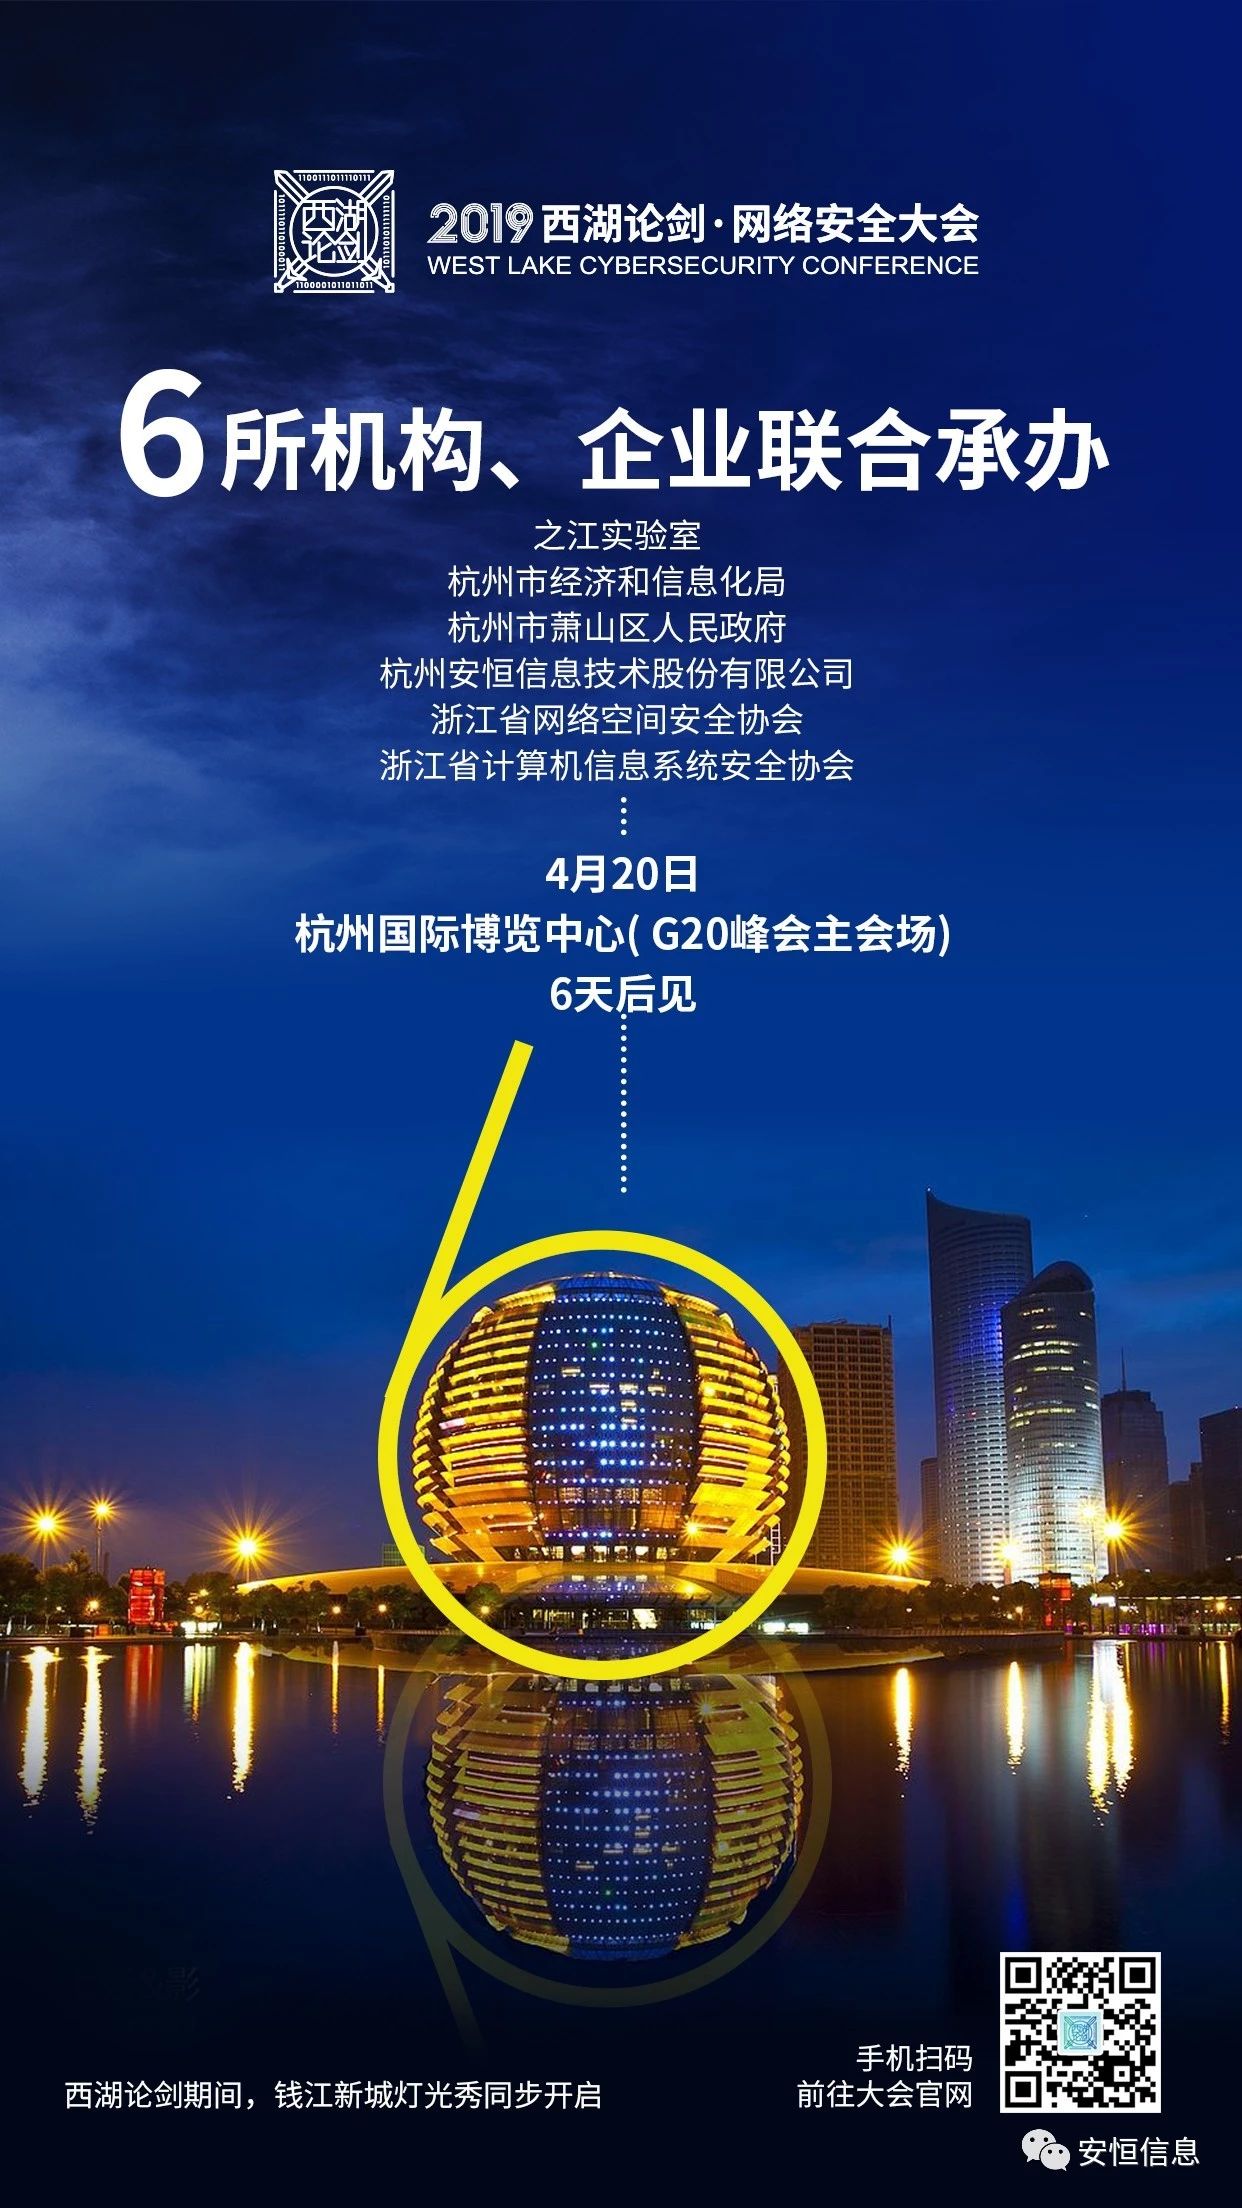 1100111011110111
西湖
论剑
1100001011011011
2019西湖论剑·网络安全大会
WEST LAKE CYBERSECURITY CONFERENCE
6所机构、企业联合承办
之江实验室
杭州市经济和信息化局
杭州市萧山区人民政府
杭州安恒信息技术股份有限公司
浙江省网络空间安全协会
浙江省计算机信息系统安全协会
4月20日
杭州国际博览中心( G20峰会主会场)
6天后见
6
手机扫码
前往大会官网
西湖论剑期间，钱江新城灯光秀同步开启
安恒信息